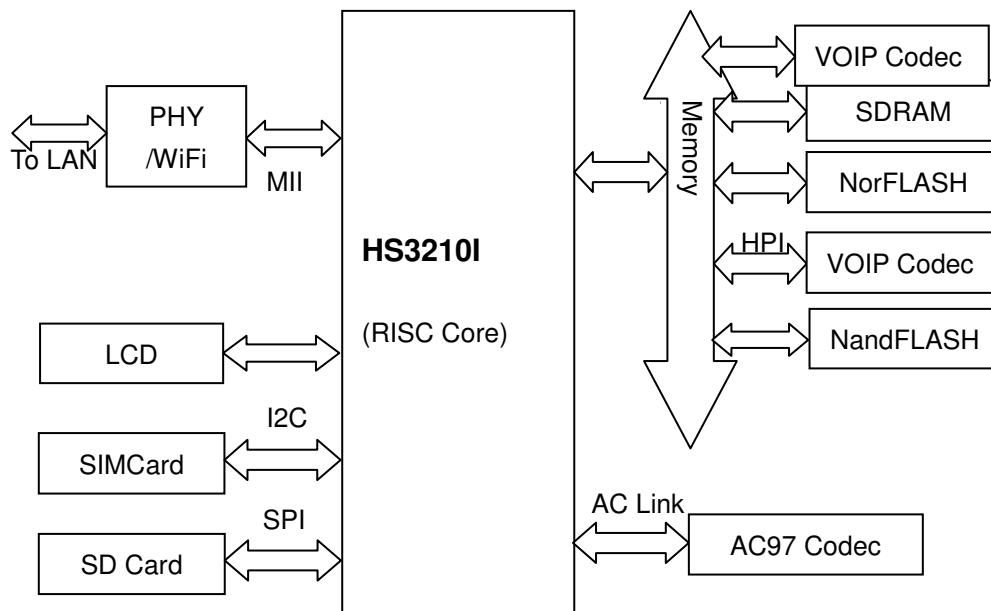 PHY
/WiFi
To LAN
MII
LCD
I2C
SIMCard
SPI
SD Card
HS3210I
(RISC Core)
Memory
VOIP Codec
SDRAM
NorFLASH
HPI
VOIP Codec
NandFLASH
AC Link
AC97 Codec